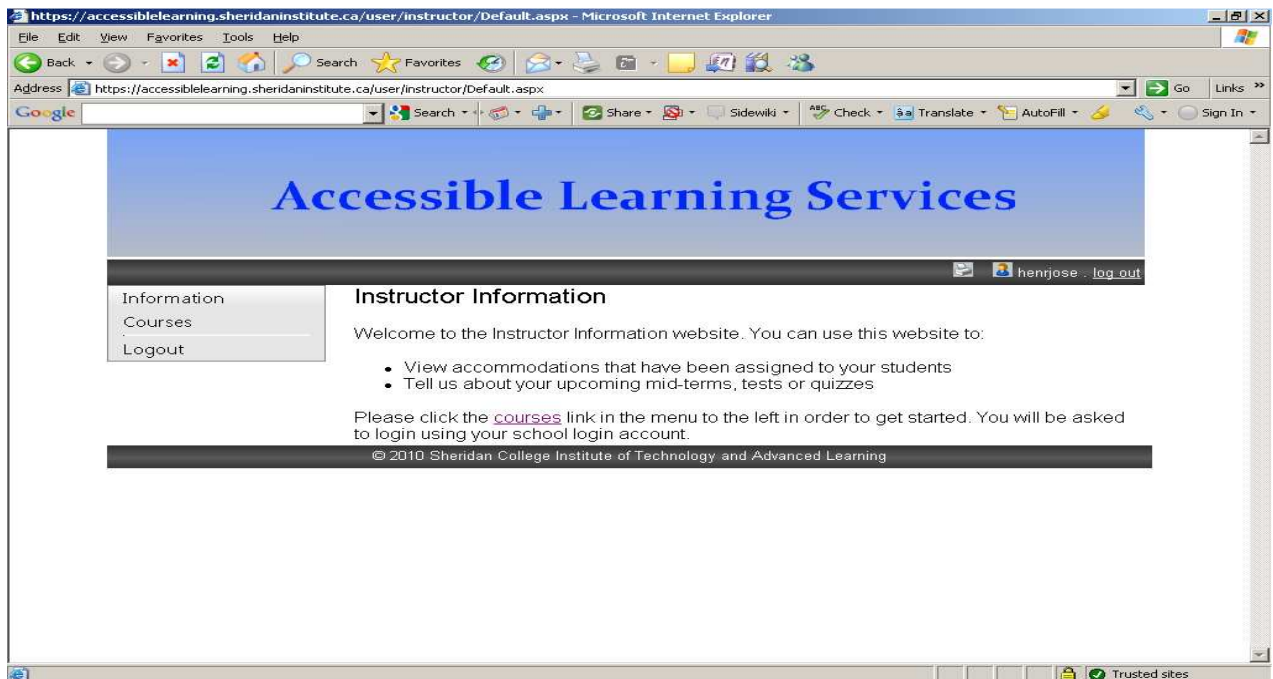 https://accessiblelearning.sheridaninstitute.ca/user/instructor/Default.aspx - Microsoft Internet Explorer
File Edit View Favorites Tools Help
Back Search Favorites
Address https://accessiblelearning.sheridaninstitute.ca/user/instructor/Default.aspx Go Links »
Google Search Share Sidewiki Check Translate AutoFill Sign In
Accessible Learning Services
henrjose . log out
Information
Courses
Logout
Instructor Information
Welcome to the Instructor Information website. You can use this website to:
• View accommodations that have been assigned to your students
• Tell us about your upcoming mid-terms, tests or quizzes
Please click the courses link in the menu to the left in order to get started. You will be asked
to login using your school login account.
© 2010 Sheridan College Institute of Technology and Advanced Learning
Trusted sites